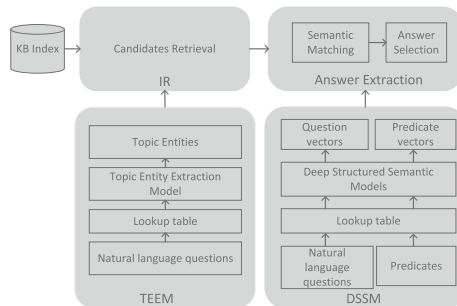 KB Index
Candidates Retrieval
IR
Semantic
Matching
Answer
Selection
Answer Extraction
Topic Entities
Topic Entity Extraction
Model
Lookup table
Natural language questions
TEEM
Question
vectors
Predicate
vectors
Deep Structured Semantic
Models
Lookup table
Natural
language
questions
Predicates
DSSM